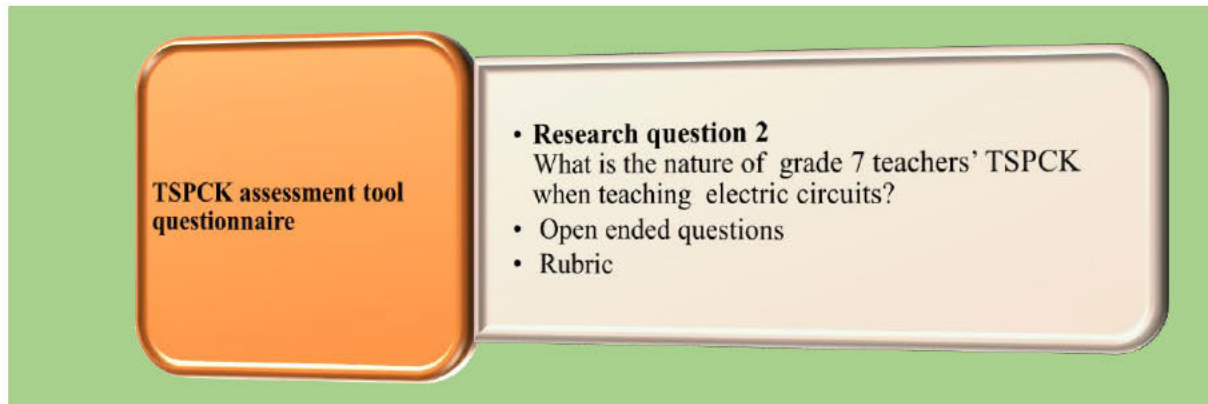 TSPCK assessment tool
questionnaire
• Research question 2
What is the nature of grade 7 teachers' TSPCK
when teaching electric circuits?
• Open ended questions
• Rubric